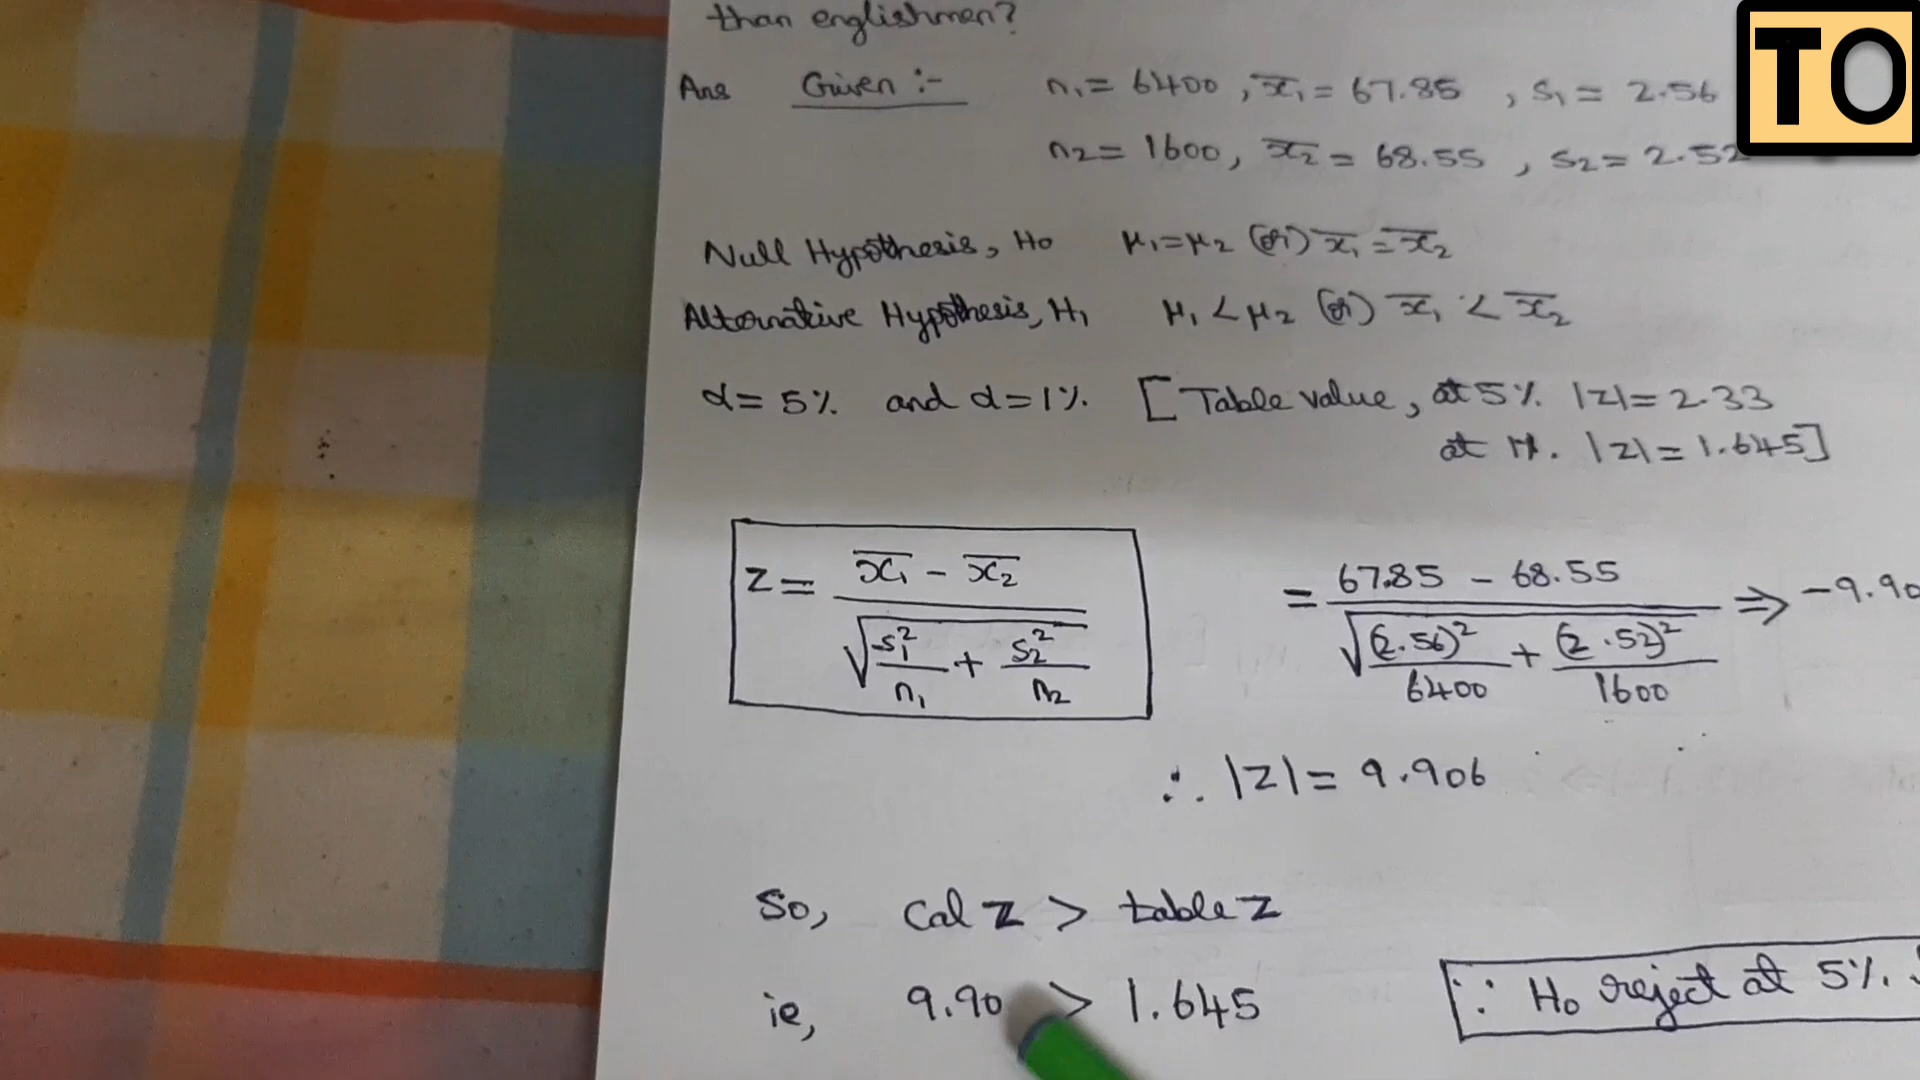 than englishmen?
TO
Ans Given :- n₁ = 6400 , x̄₁ = 67.85 , s₁ = 2.56
n₂ = 1600, x̄₂ = 68.55 , s₂ = 2.52
Null Hypothesis, H₀ μ₁=μ₂ (or) x̄₁ = x̄₂
Alternative Hypothesis, H₁ μ₁ < μ₂ (or) x̄₁ < x̄₂
α = 5% and α = 1% [Table value, at 5% |Z| = 2.33
at 1%. |Z| = 1.645]
Z = (x̄₁ - x̄₂) / √(s₁²/n₁ + s₂²/n₂) = (67.85 - 68.55) / √((2.56)²/6400 + (2.52)²/1600) ⇒ -9.90
∴ |Z| = 9.906
So, Cal Z > table Z
ie, 9.90 > 1.645 ∵ H₀ reject at 5%.